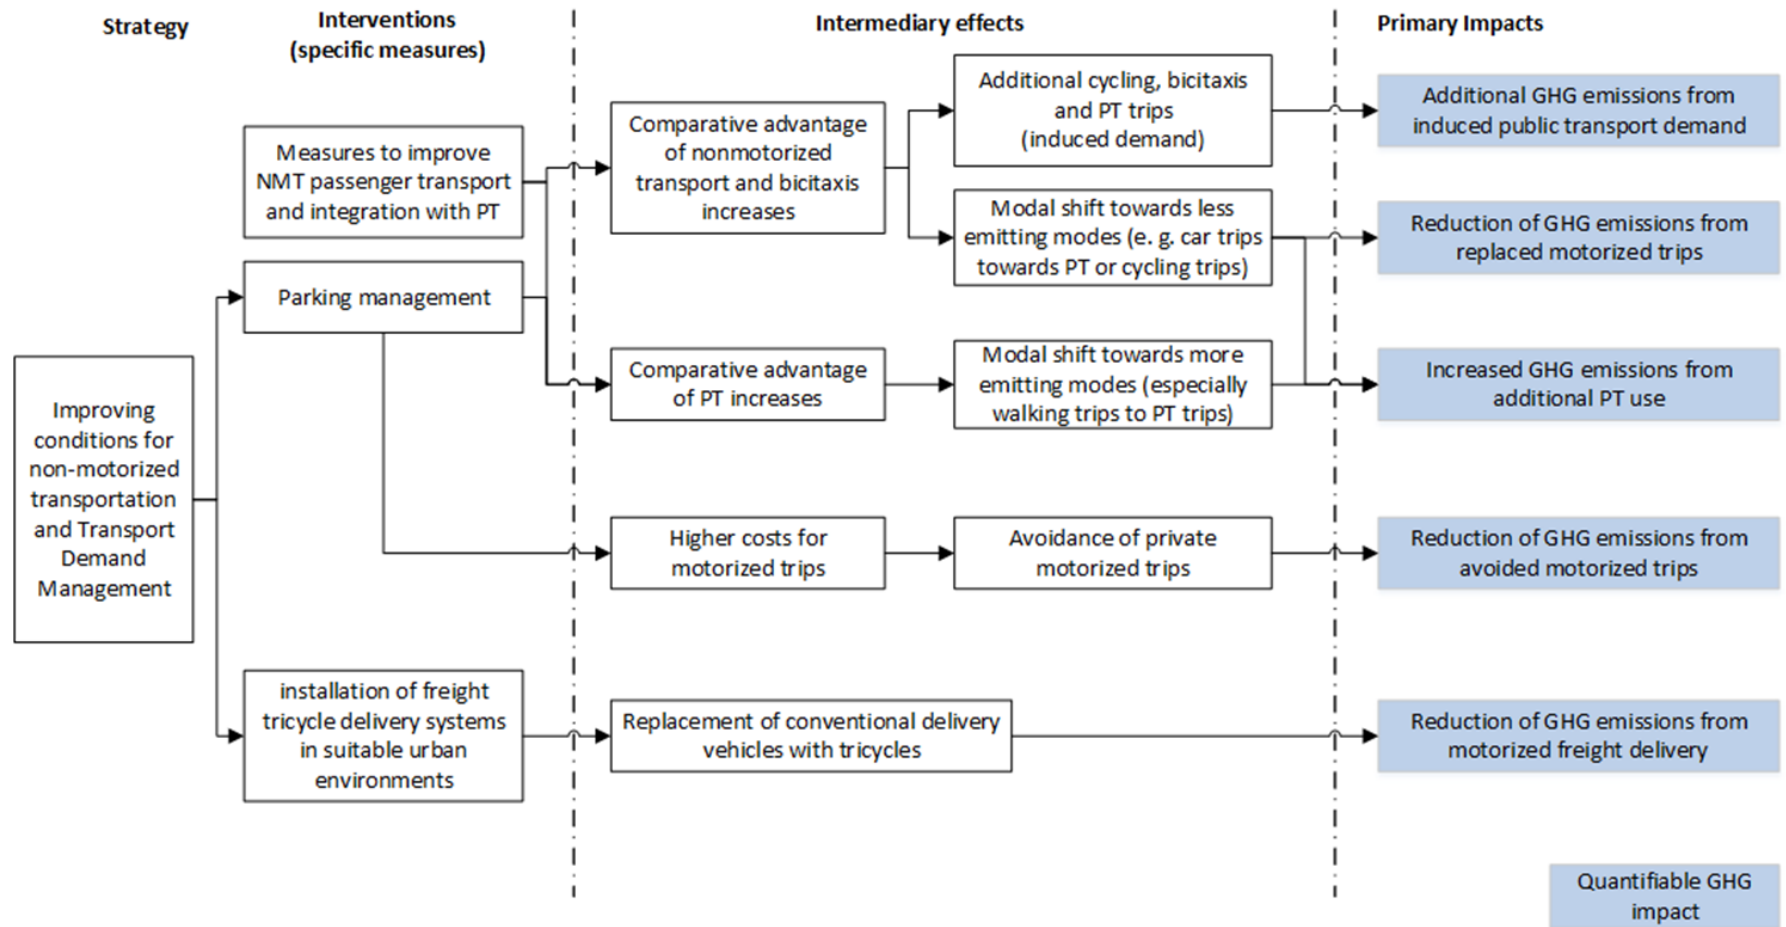 Strategy
Interventions
(specific measures)
Intermediary effects
Primary Impacts
Improving
conditions for
non-motorized
transportation
and Transport
Demand
Management
Measures to improve
NMT passenger transport
and integration with PT
Parking management
installation of freight
tricycle delivery systems
in suitable urban
environments
Comparative advantage
of nonmotorized
transport and bicitaxis
increases
Comparative advantage
of PT increases
Higher costs for
motorized trips
Replacement of conventional delivery
vehicles with tricycles
Additional cycling, bicitaxis
and PT trips
(induced demand)
Modal shift towards less
emitting modes (e. g. car trips
towards PT or cycling trips)
Modal shift towards more
emitting modes (especially
walking trips to PT trips)
Avoidance of private
motorized trips
Additional GHG emissions from
induced public transport demand
Reduction of GHG emissions from
replaced motorized trips
Increased GHG emissions from
additional PT use
Reduction of GHG emissions from
avoided motorized trips
Reduction of GHG emissions from
motorized freight delivery
Quantifiable GHG
impact